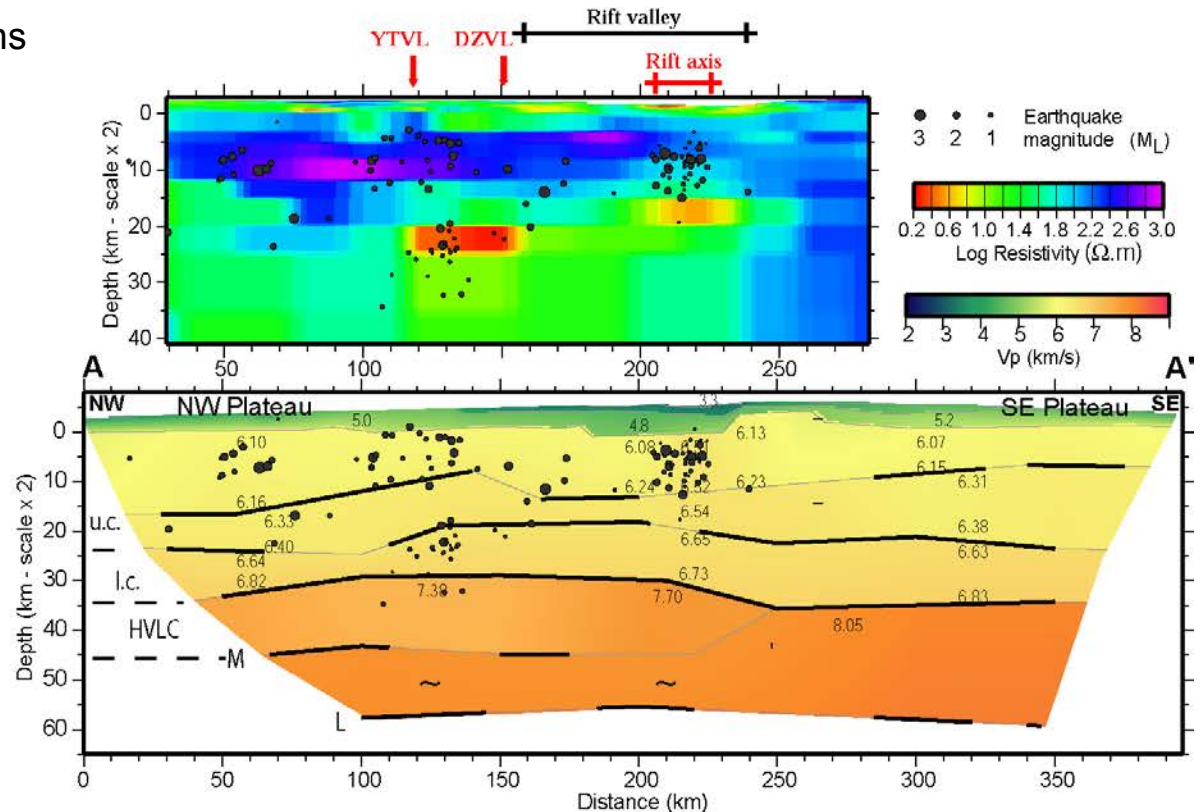 ns
Rift valley
YTVL
DZVL
Rift axis
0
10
20
30
40
Depth (km - scale x 2)
50
100
150
200
250
3 2 1
Earthquake
magnitude (M_L)
0.2 0.6 1.0 1.4 1.8 2.2 2.6 3.0
Log Resistivity (Ω.m)
2 3 4 5 6 7 8
Vp (km/s)
A
A'
NW
NW Plateau
SE Plateau
SE
3.3
5.0
4.8
5.2
6.10
6.08
6.13
6.07
6.15
6.16
6.24
6.23
6.31
6.33
6.54
6.38
6.40
6.65
6.63
6.64
6.82
6.73
6.83
7.38
7.70
8.05
u.c.
l.c.
HVLC
M
L
~
~
0
10
20
30
40
50
60
Depth (km - scale x 2)
0
50
100
150
200
250
300
350
Distance (km)